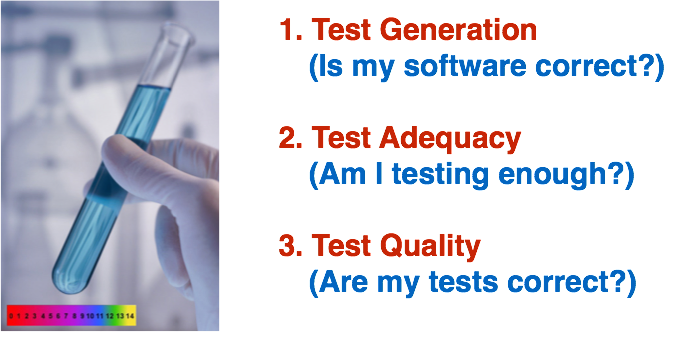 1. Test Generation
(Is my software correct?)
2. Test Adequacy
(Am I testing enough?)
3. Test Quality
(Are my tests correct?)
0 1 2 3 4 5 6 7 8 9 10 11 12 13 14